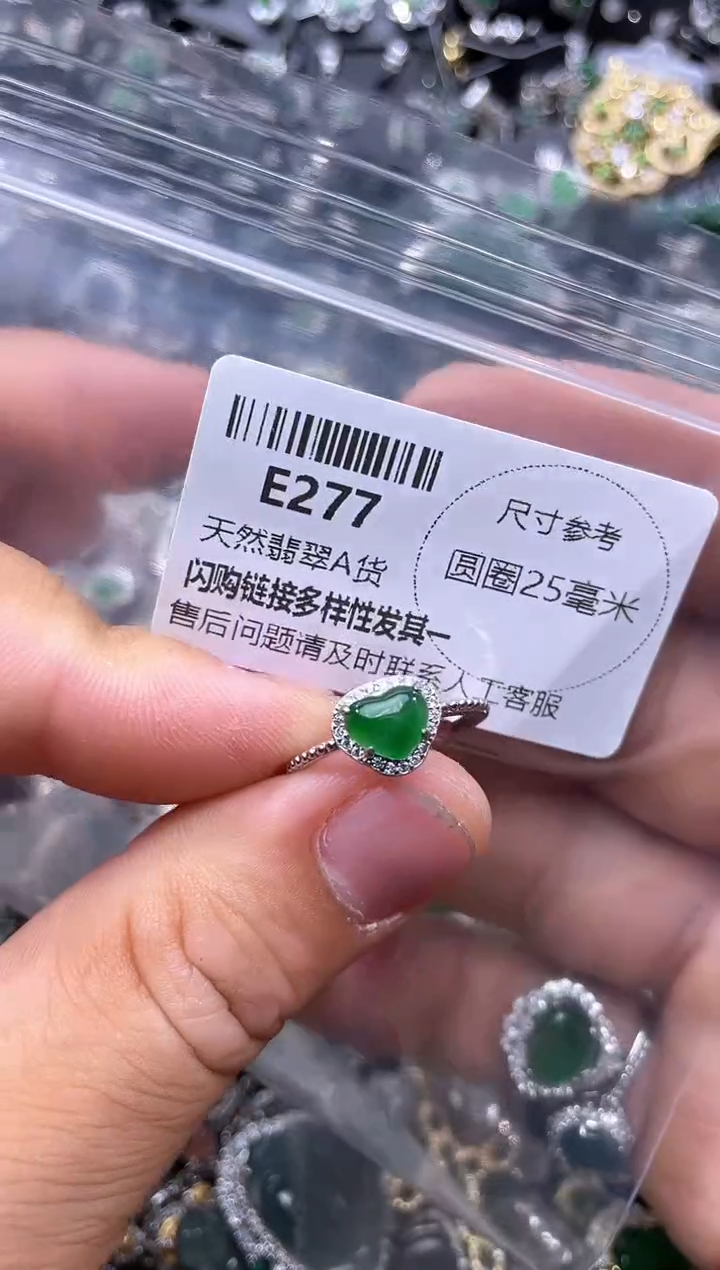 E277
天然翡翠A货
闪购链接多样性发其一
售后问题请及时联系人工客服
尺寸参考
圆圈25毫米